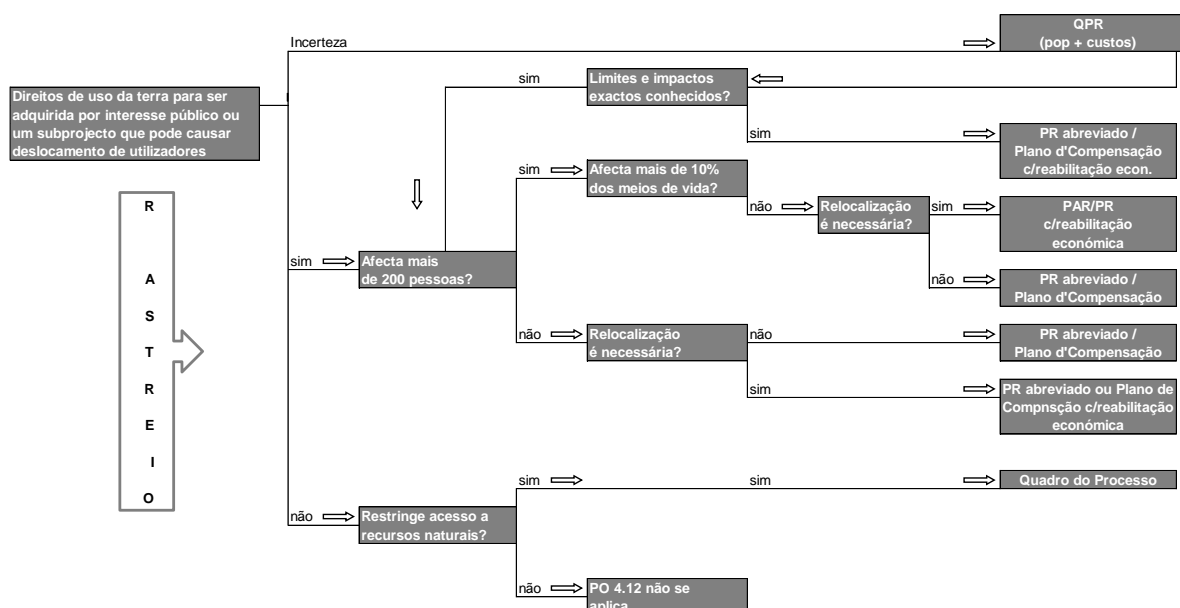 QPR
(pop + custos)
Incerteza
sim
Limites e impactos
exactos conhecidos?
Direitos de uso da terra para ser
adquirida por interesse público ou
um subprojecto que pode causar
deslocamento de utilizadores
sim
PR abreviado /
Plano d'Compensação
c/reabilitação econ.
sim
Afecta mais de 10%
dos meios de vida?
não
Relocalização
é necessária?
sim
PAR/PR
c/reabilitação
económica
sim
Afecta mais
de 200 pessoas?
não
PR abreviado /
Plano d'Compensação
não
Relocalização
é necessária?
não
PR abreviado /
Plano d'Compensação
sim
PR abreviado ou Plano de
Compnsção c/reabilitação
económica
R
A
S
T
R
E
I
O
sim
sim
Quadro do Processo
não
Restringe acesso a
recursos naturais?
não
PO 4.12 não se
aplica